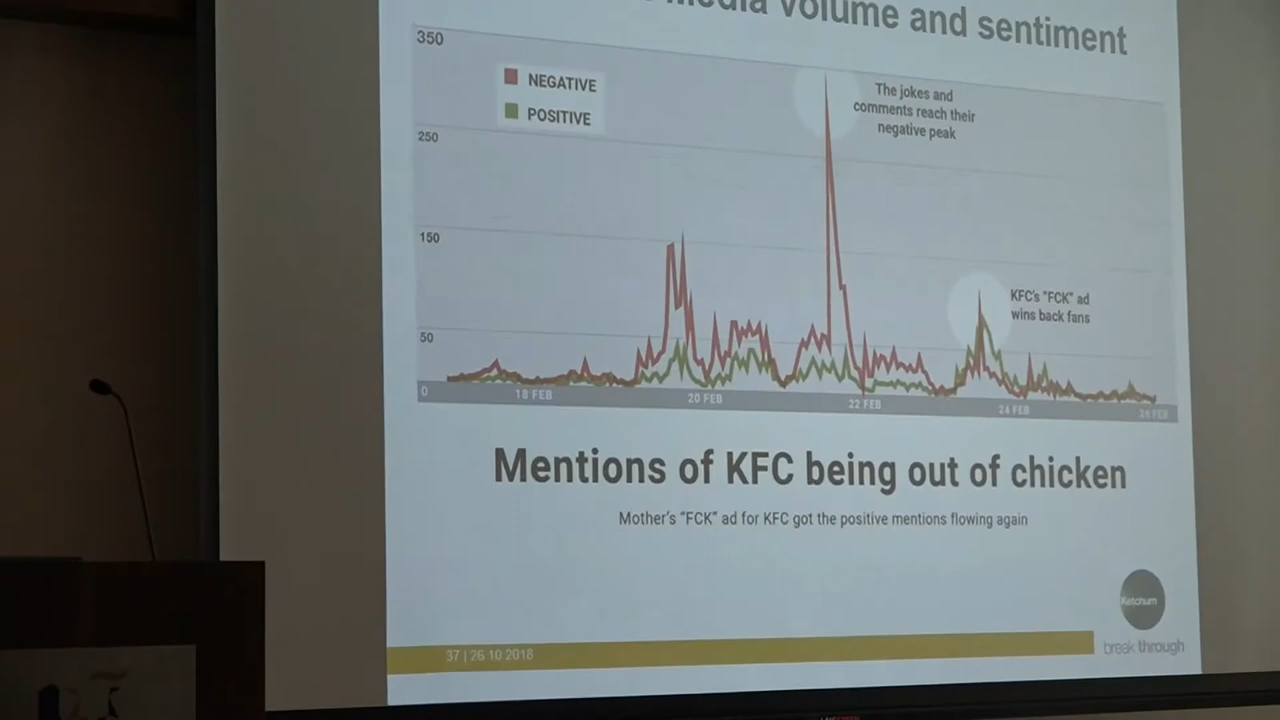 Media volume and sentiment
350
NEGATIVE
POSITIVE
The jokes and
comments reach their
negative peak
250
150
KFC's "FCK" ad
wins back fans
50
0
18 FEB
20 FEB
22 FEB
24 FEB
26 FEB
Mentions of KFC being out of chicken
Mother's "FCK" ad for KFC got the positive mentions flowing again
Ketchum
break through
37 | 26 10 2018